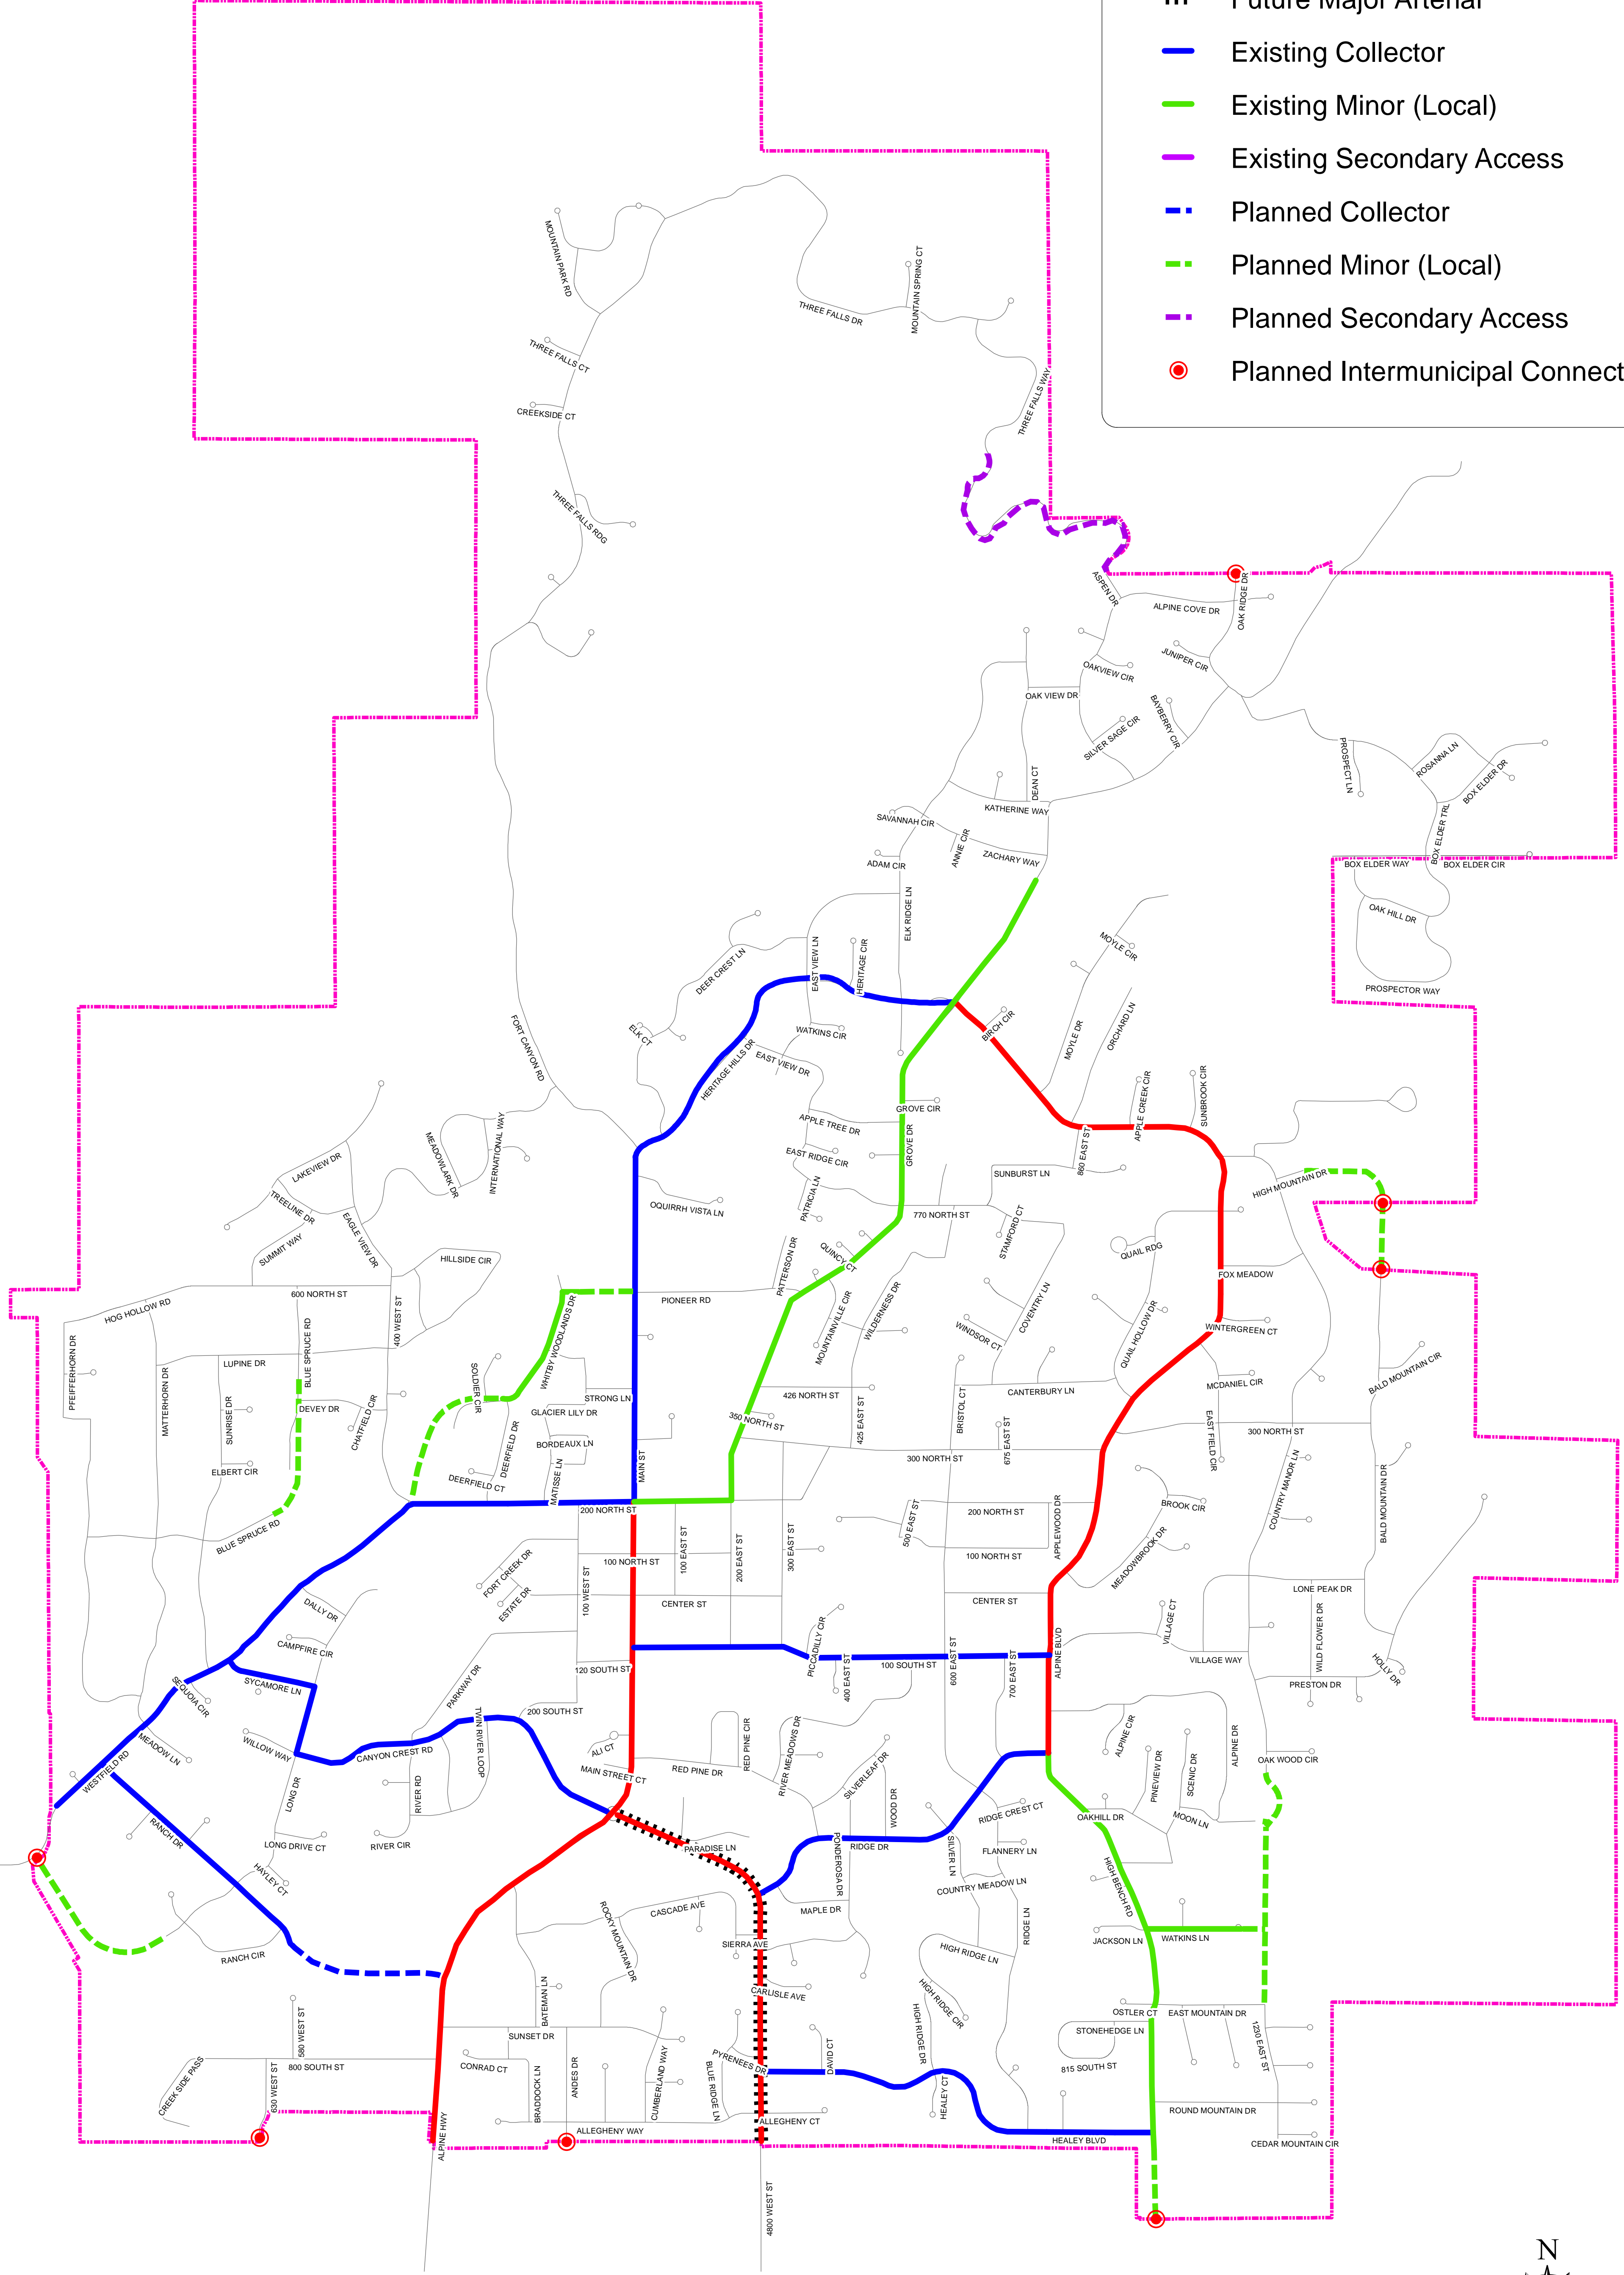 Future Major Arterial
Existing Collector
Existing Minor (Local)
Existing Secondary Access
Planned Collector
Planned Minor (Local)
Planned Secondary Access
Planned Intermunicipal Connect
MOUNTAIN PARK RD
MOUNTAIN SPRING CT
THREE FALLS DR
THREE FALLS CT
THREE FALLS WAY
CREEKSIDE CT
THREE FALLS RDG
ASPEN DR
ALPINE COVE DR
OAK RIDGE DR
JUNIPER CIR
OAKVIEW CIR
OAK VIEW DR
BAYBERRY CIR
SILVER SAGE CIR
PROSPECT LN
ROSANNA LN
BOX ELDER DR
DEAN CT
KATHERINE WAY
SAVANNAH CIR
ANNIE CIR
ZACHARY WAY
ADAM CIR
BOX ELDER TRL
BOX ELDER WAY
BOX ELDER CIR
OAK HILL DR
PROSPECTOR WAY
ELK RIDGE LN
MOYLE CIR
DEER CREST LN
EAST VIEW LN
HERITAGE CIR
ELK CT
WATKINS CIR
BIRCH CIR
MOYLE DR
ORCHARD LN
FORT CANYON RD
HERITAGE HILLS DR
EAST VIEW DR
GROVE CIR
APPLE CREEK CIR
SUNBROOK CIR
APPLE TREE DR
GROVE DR
860 EAST ST
EAST RIDGE CIR
SUNBURST LN
MEADOWLARK DR
INTERNATIONAL WAY
LAKEVIEW DR
TREELINE DR
EAGLE VIEW DR
SUMMIT WAY
HILLSIDE CIR
OQUIRRH VISTA LN
PATRICIA LN
770 NORTH ST
STAMFORD CT
HIGH MOUNTAIN DR
QUAIL RDG
QUINCY CT
PATTERSON DR
FOX MEADOW
600 NORTH ST
HOG HOLLOW RD
PIONEER RD
WHITBY WOODLANDS DR
400 WEST ST
MOUNTAINVILLE CIR
WILDERNESS DR
WINDSOR CT
COVENTRY LN
QUAIL HOLLOW DR
WINTERGREEN CT
PFEIFFERHORN DR
LUPINE DR
BLUE SPRUCE RD
MATTERHORN DR
SUNRISE DR
DEVEY DR
CHATFIELD CIR
SOLDIER CIR
STRONG LN
GLACIER LILY DR
426 NORTH ST
350 NORTH ST
425 EAST ST
BRISTOL CT
CANTERBURY LN
675 EAST ST
MCDANIEL CIR
BALD MOUNTAIN CIR
EAST FIELD CIR
300 NORTH ST
ELBERT CIR
DEERFIELD DR
BORDEAUX LN
DEERFIELD CT
MATISSE LN
MAIN ST
300 NORTH ST
COUNTRY MANOR LN
BALD MOUNTAIN DR
200 NORTH ST
BLUE SPRUCE RD
500 EAST ST
200 NORTH ST
APPLEWOOD DR
BROOK CIR
MEADOWBROOK DR
100 NORTH ST
100 EAST ST
200 EAST ST
300 EAST ST
100 NORTH ST
FORT CREEK DR
ESTATE DR
100 WEST ST
CENTER ST
CENTER ST
LONE PEAK DR
DALLY DR
CAMPFIRE CIR
PICCADILLY CIR
VILLAGE CT
WILD FLOWER DR
120 SOUTH ST
400 EAST ST
100 SOUTH ST
600 EAST ST
700 EAST ST
ALPINE BLVD
VILLAGE WAY
PRESTON DR
HOLLY DR
SEQUOIA CIR
SYCAMORE LN
PARKWAY DR
200 SOUTH ST
TWIN RIVER LOOP
WILLOW WAY
CANYON CREST RD
ALI CT
RED PINE CIR
RIVER MEADOWS DR
ALPINE CIR
ALPINE DR
OAK WOOD CIR
MEADOW LN
WESTFIELD RD
LONG DR
RIVER RD
MAIN STREET CT
RED PINE DR
SILVERLEAF DR
WOOD DR
PINEVIEW DR
SCENIC DR
RANCH DR
LONG DRIVE CT
RIVER CIR
PARADISE LN
RIDGE CREST CT
OAKHILL DR
MOON LN
RIDGE DR
FLANNERY LN
SILVER LN
PONDEROSA DR
HAYLEY CT
COUNTRY MEADOW LN
HIGH BENCH RD
ROCKY MOUNTAIN DR
CASCADE AVE
MAPLE DR
SIERRA AVE
RIDGE LN
JACKSON LN
WATKINS LN
RANCH CIR
HIGH RIDGE LN
CARLISLE AVE
HIGH RIDGE CIR
BATEMAN LN
OSTLER CT
EAST MOUNTAIN DR
STONEHEDGE LN
1230 EAST ST
580 WEST ST
SUNSET DR
HIGH RIDGE DR
800 SOUTH ST
CONRAD CT
PYRENEES DR
DAVID CT
815 SOUTH ST
CREEK SIDE PASS
630 WEST ST
BRADDOCK LN
ANDES DR
CUMBERLAND WAY
BLUE RIDGE LN
HEALEY CT
ALLEGHENY CT
ROUND MOUNTAIN DR
ALPINE HWY
ALLEGHENY WAY
HEALEY BLVD
CEDAR MOUNTAIN CIR
4800 WEST ST
N